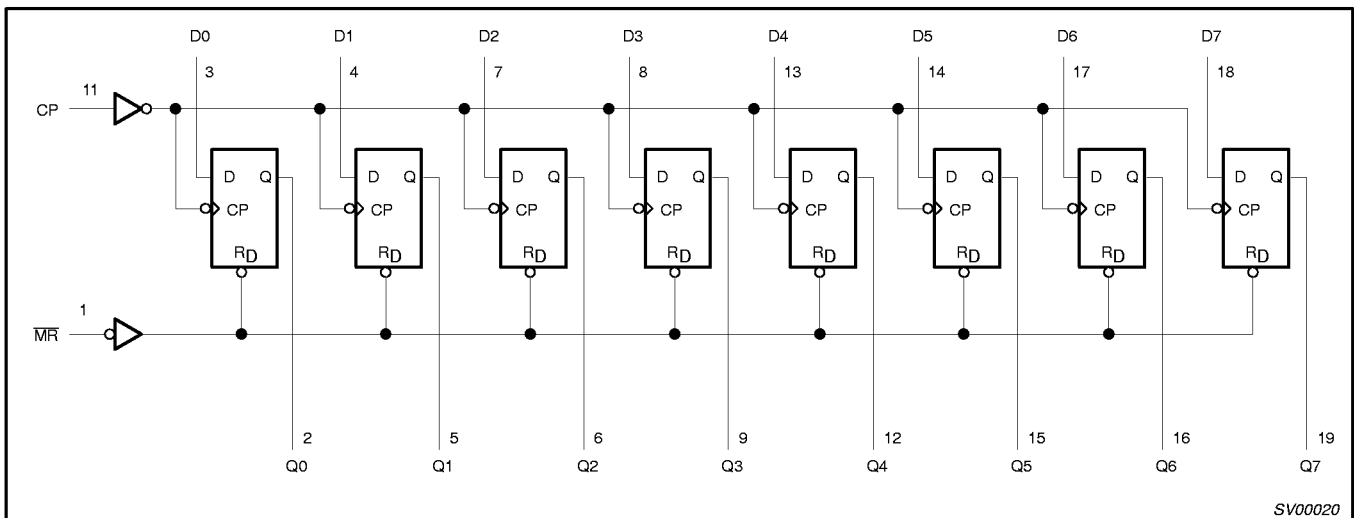 D0 D1 D2 D3 D4 D5 D6 D7
3 4 7 8 13 14 17 18
11
CP
D Q D Q D Q D Q D Q D Q D Q D Q
CP CP CP CP CP CP CP CP
RD RD RD RD RD RD RD RD
1
MR
2 5 6 9 12 15 16 19
Q0 Q1 Q2 Q3 Q4 Q5 Q6 Q7
SV00020